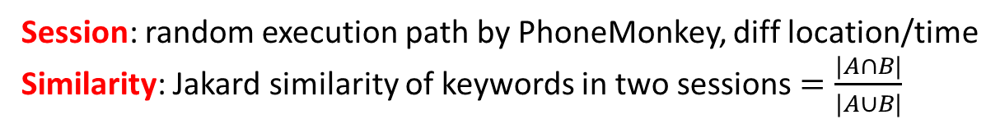 Session: random execution path by PhoneMonkey, diff location/time
Similarity: Jakard similarity of keywords in two sessions = |A∩B| / |A∪B|